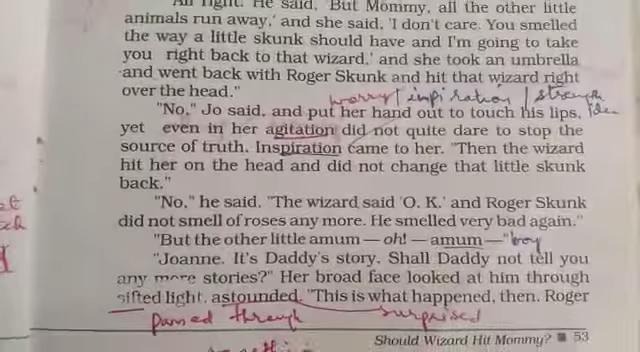 All right. He said, 'But Mommy, all the other little
animals run away,' and she said, 'I don't care. You smelled
the way a little skunk should have and I'm going to take
you right back to that wizard,' and she took an umbrella
and went back with Roger Skunk and hit that wizard right
over the head."
worry / inpiration / strength
"No," Jo said, and put her hand out to touch his lips, idea
yet even in her agitation did not quite dare to stop the
source of truth. Inspiration came to her. "Then the wizard
hit her on the head and did not change that little skunk
back."
"No," he said. "The wizard said 'O. K.' and Roger Skunk
did not smell of roses any more. He smelled very bad again."
"But the other little amum — oh! — amum —" boy
"Joanne. It's Daddy's story. Shall Daddy not tell you
any more stories?" Her broad face looked at him through
sifted light, astounded. "This is what happened, then. Roger
passed through surprised
Should Wizard Hit Mommy? ■ 53